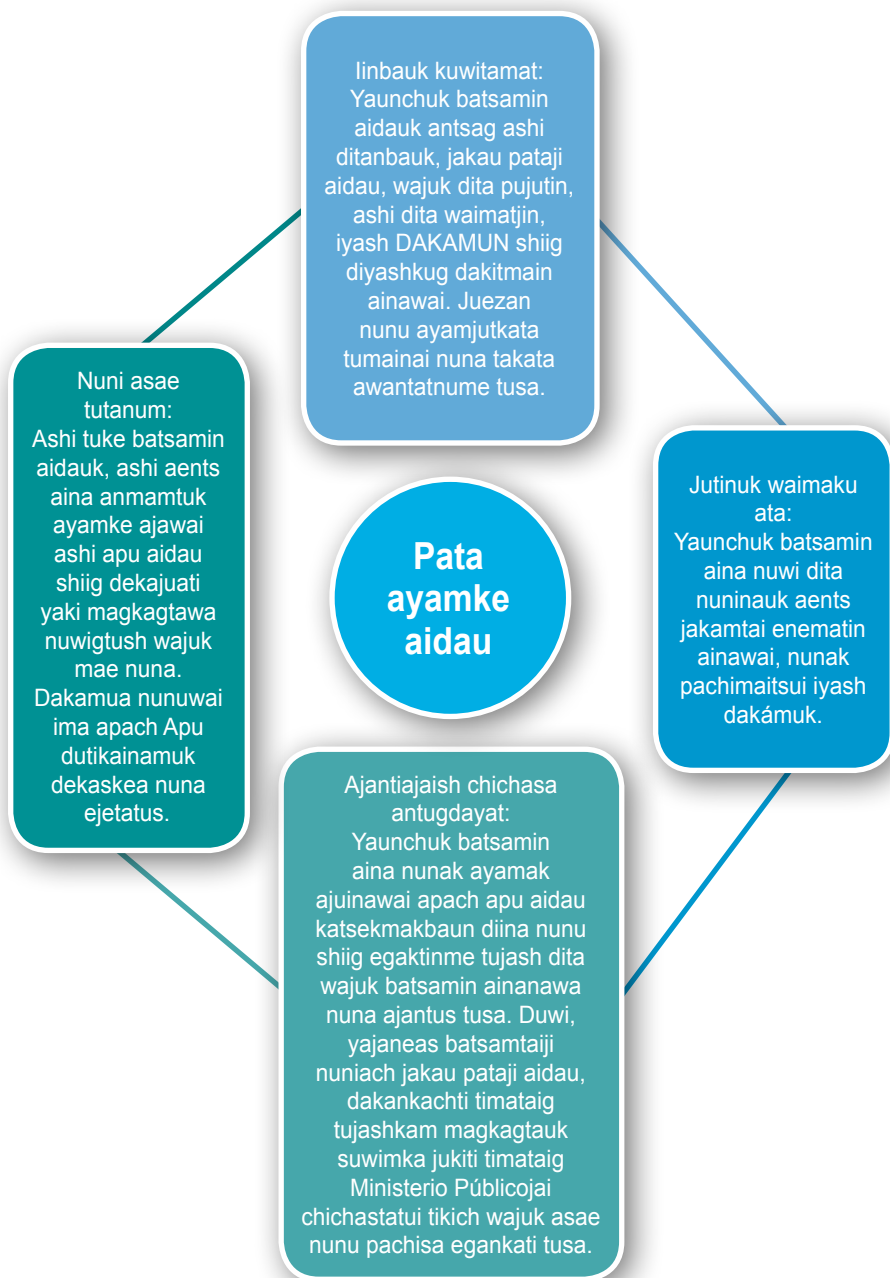 Iinbauk kuwitamat:
Yaunchuk batsamin
aidauk antsag ashi
ditanbauk, jakau pataji
aidau, wajuk dita pujutin,
ashi dita waimatjin,
iyash DAKAMUN shiig
diyashkug dakitmain
ainawai. Juezan
nunu ayamjutkata
tumainai nuna takata
awantatnume tusa.
Nuni asae
tutanum:
Ashi tuke batsamin
aidauk, ashi aents
aina anmamtuk
ayamke ajawai
ashi apu aidau
shiig dekajuati
yaki magkagtawa
nuwigtush wajuk
mae nuna.
Dakamua nunuwai
ima apach Apu
dutikainamuk
dekaskea nuna
ejetatus.
Pata
ayamke
aidau
Jutinuk waimaku
ata:
Yaunchuk batsamin
aina nuwi dita
nuninauk aents
jakamtai enematin
ainawai, nunak
pachimaitsui iyash
dakámuk.
Ajantiajaish chichasa
antugdayat:
Yaunchuk batsamin
aina nunak ayamak
ajuinawai apach apu aidau
katsekmakbaun diina nunu
shiig egaktinme tujash dita
wajuk batsamin ainanawa
nuna ajantus tusa. Duwi,
yajaneas batsamtaiji
nuniach jakau pataji aidau,
dakankachti timataig
tujashkam magkagtauk
suwimka jukiti timataig
Ministerio Públicojai
chichastatui tikich wajuk asae
nunu pachisa egankati tusa.